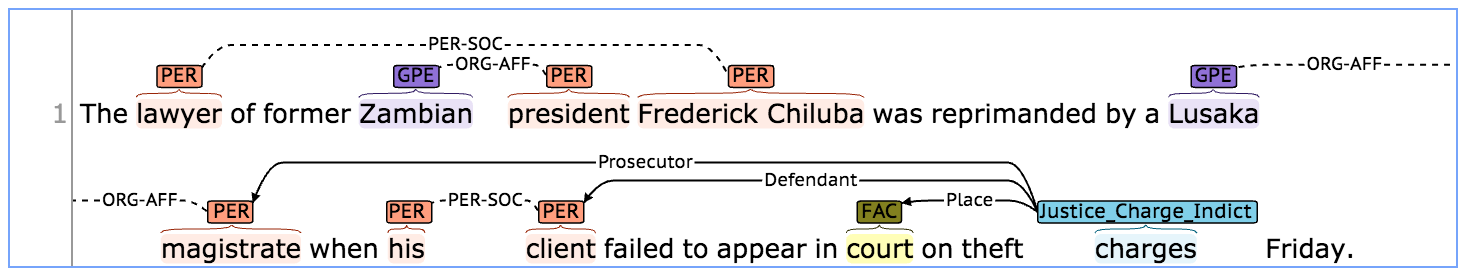 PER-SOC
PER GPE ORG-AFF PER PER GPE ORG-AFF
1 The lawyer of former Zambian president Frederick Chiluba was reprimanded by a Lusaka
Prosecutor
Defendant
ORG-AFF PER PER PER-SOC PER FAC Place Justice_Charge_Indict
magistrate when his client failed to appear in court on theft charges Friday.